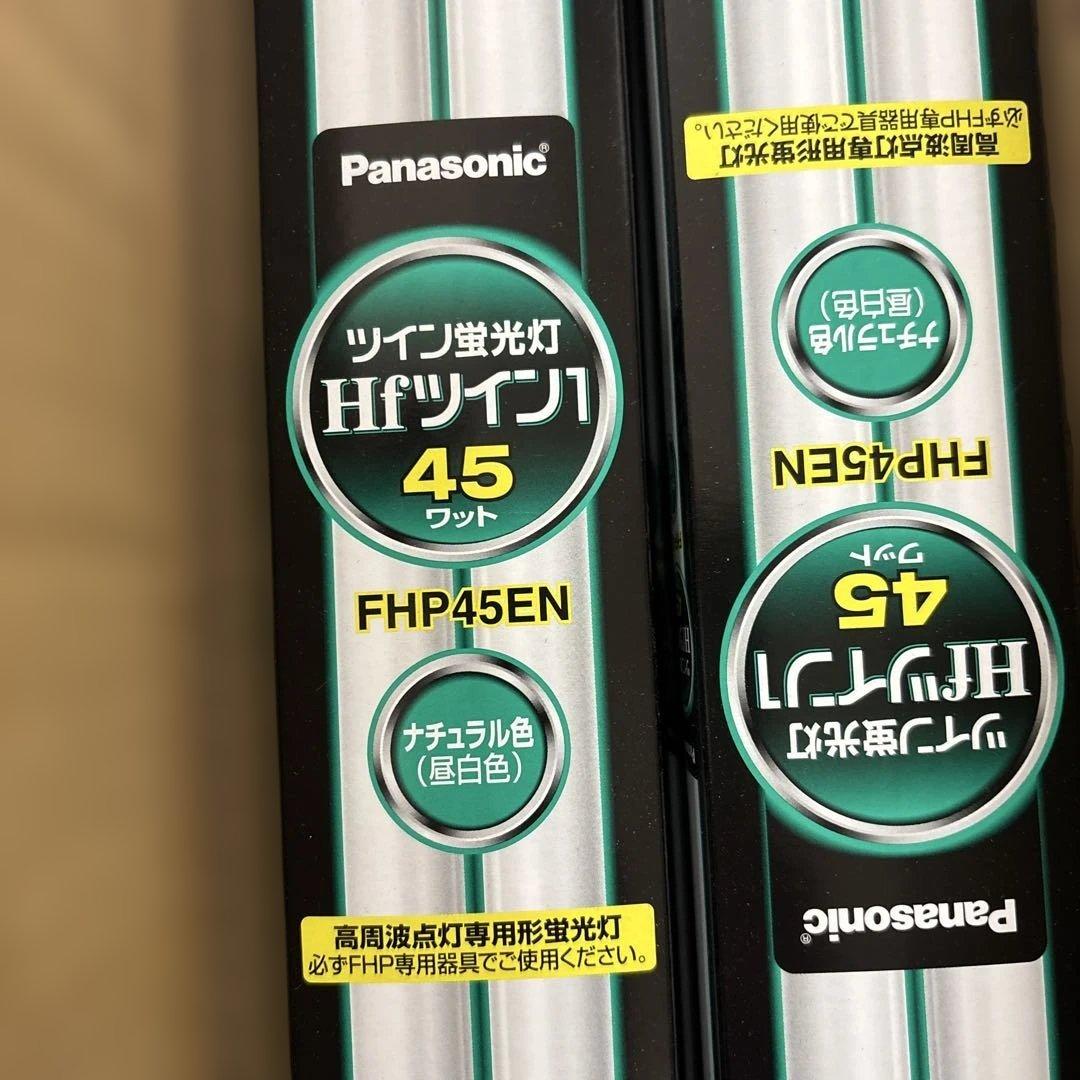 Panasonic®
ツイン蛍光灯
Hfツイン1
45
ワット
FHP45EN
ナチュラル色
(昼白色)
高周波点灯専用形蛍光灯
必ずFHP専用器具でご使用ください。
Panasonic®
ツイン蛍光灯
Hfツイン1
45
ワット
FHP45EN
ナチュラル色
(昼白色)
高周波点灯専用形蛍光灯
必ずFHP専用器具でご使用ください。